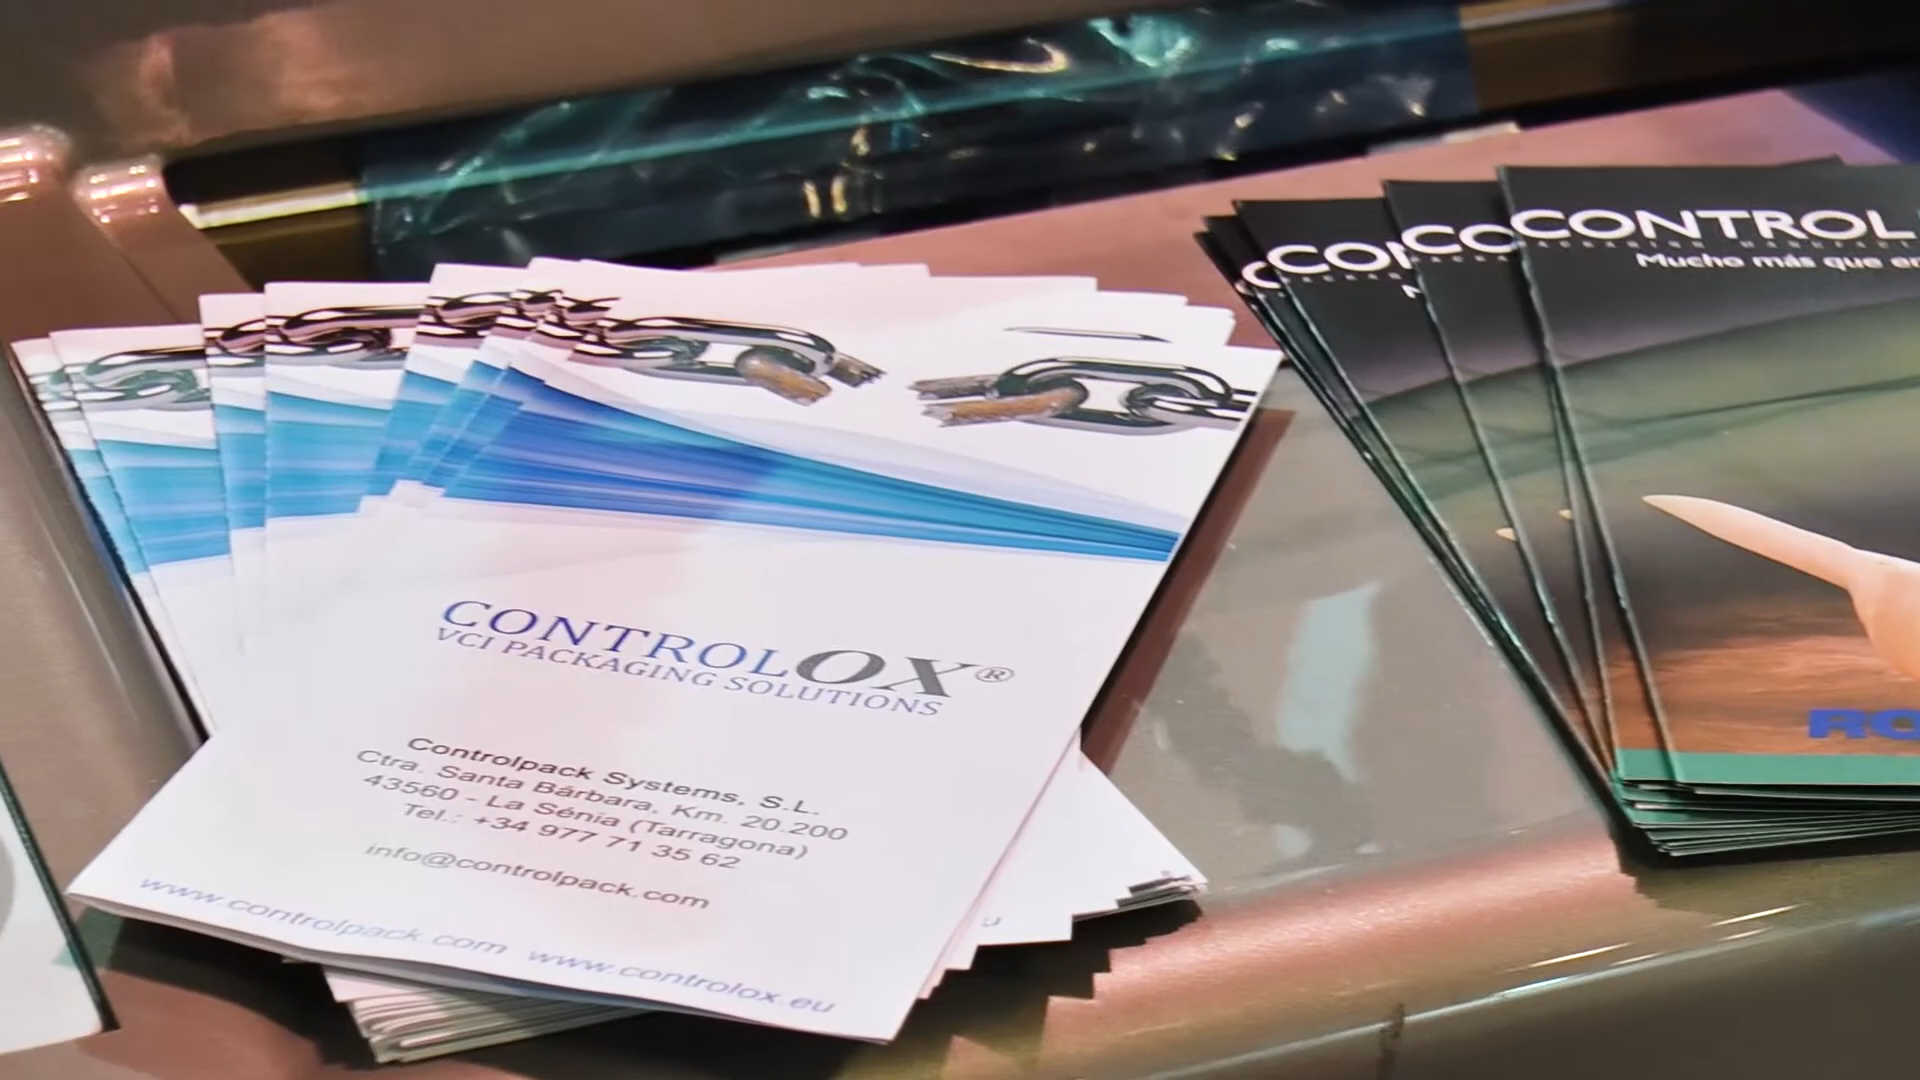 CONTROLOX®
VCI PACKAGING SOLUTIONS
Controlpack Systems, S.L.
Ctra. Santa Bárbara, Km. 20.200
43560 - La Sénia (Tarragona)
Tel.: +34 977 71 35 62
info@controlpack.com
www.controlpack.com www.controlox.eu
CONTROL
Mucho más que